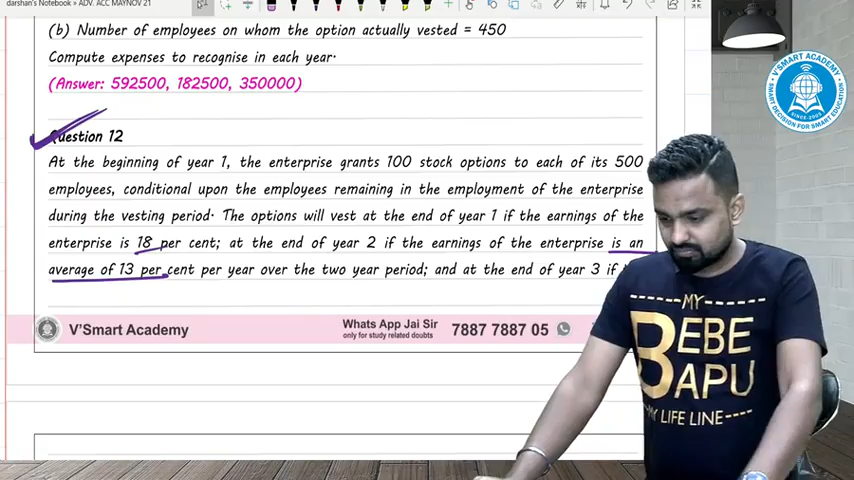 darshan's Notebook » ADV. ACC MAYNOV 21
(b) Number of employees on whom the option actually vested = 450
Compute expenses to recognise in each year.
(Answer: 592500, 182500, 350000)
Question 12
At the beginning of year 1, the enterprise grants 100 stock options to each of its 500
employees, conditional upon the employees remaining in the employment of the enterprise
during the vesting period. The options will vest at the end of year 1 if the earnings of the
enterprise is 18 per cent; at the end of year 2 if the earnings of the enterprise is an
average of 13 per cent per year over the two year period; and at the end of year 3 if
V'Smart Academy
Whats App Jai Sir
only for study related doubts
7887 7887 05
V'SMART ACADEMY
SMART DECISION FOR SMART EDUCATION
SINCE-2003
MY
BEBE
BAPU
MY LIFE LINE